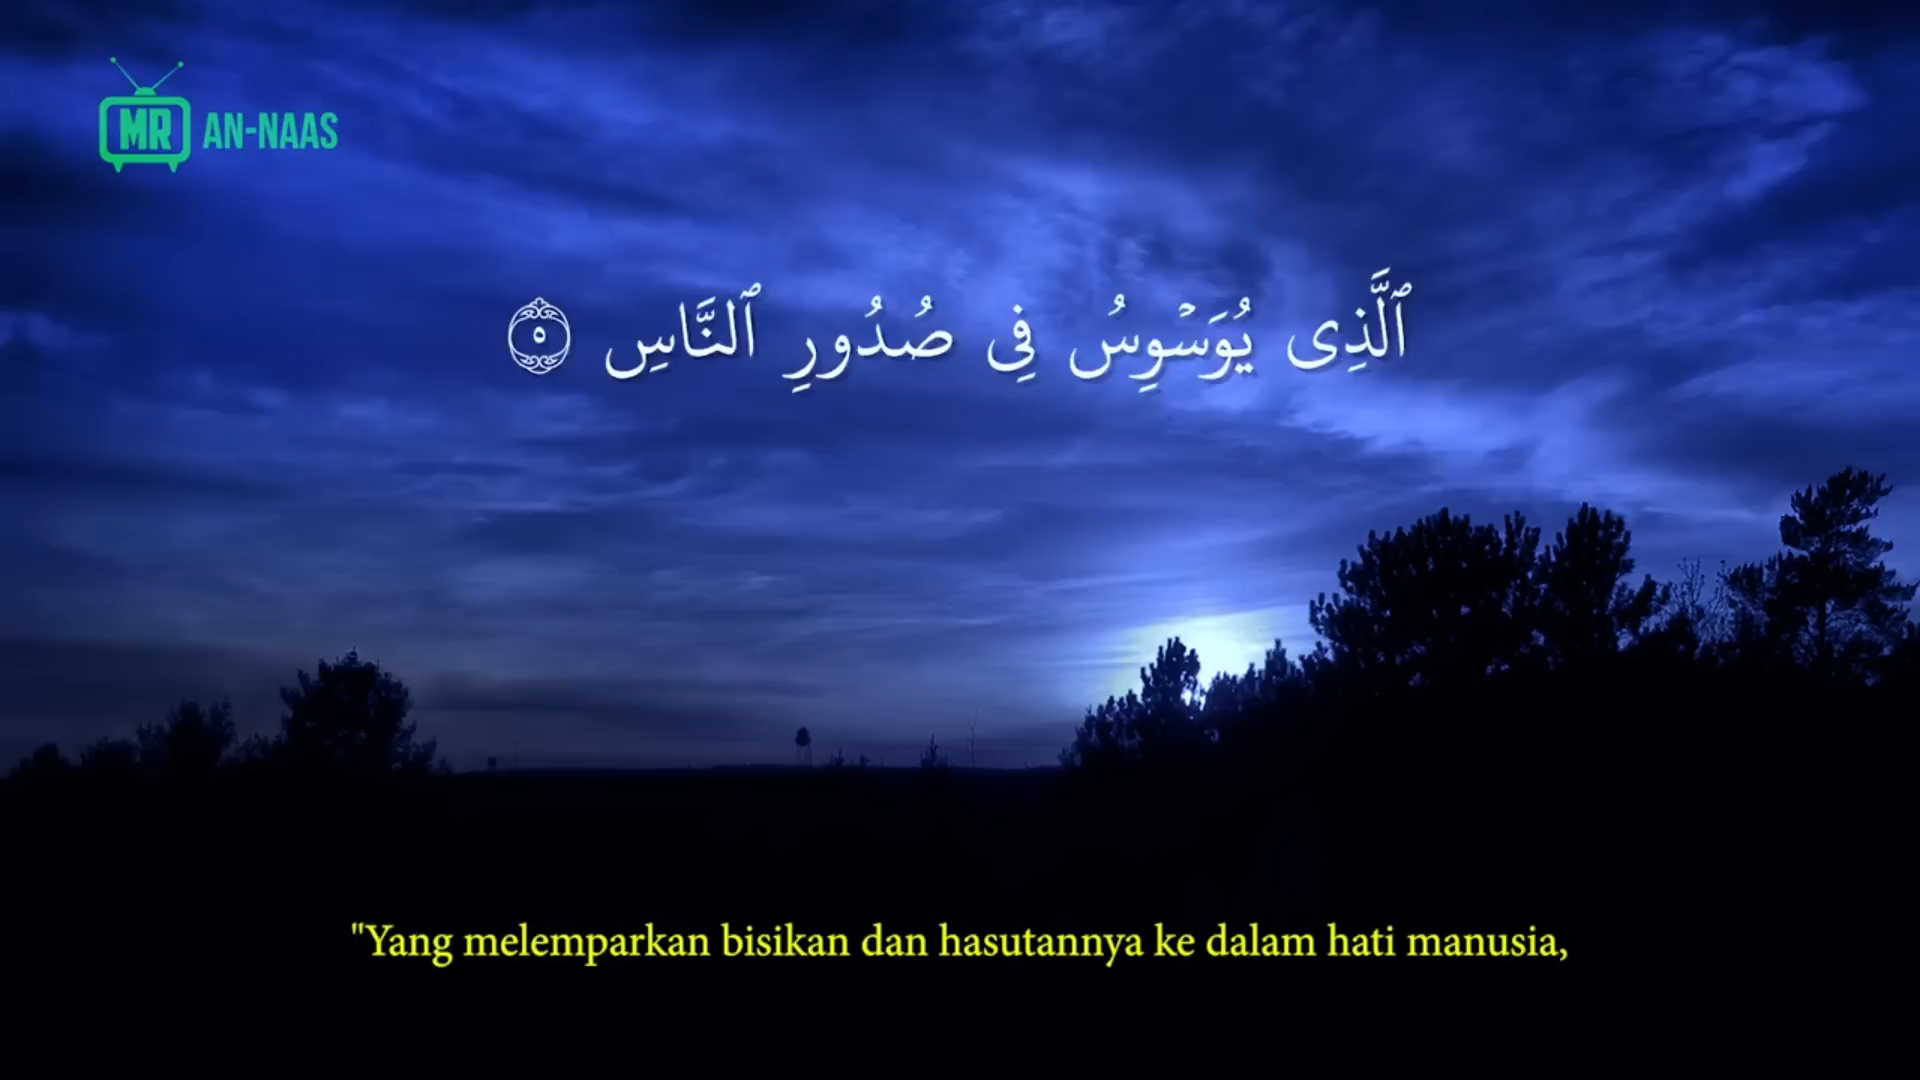 MR AN-NAAS
ٱلَّذِى يُوَسْوِسُ فِى صُدُورِ ٱلنَّاسِ ٥
"Yang melemparkan bisikan dan hasutannya ke dalam hati manusia,